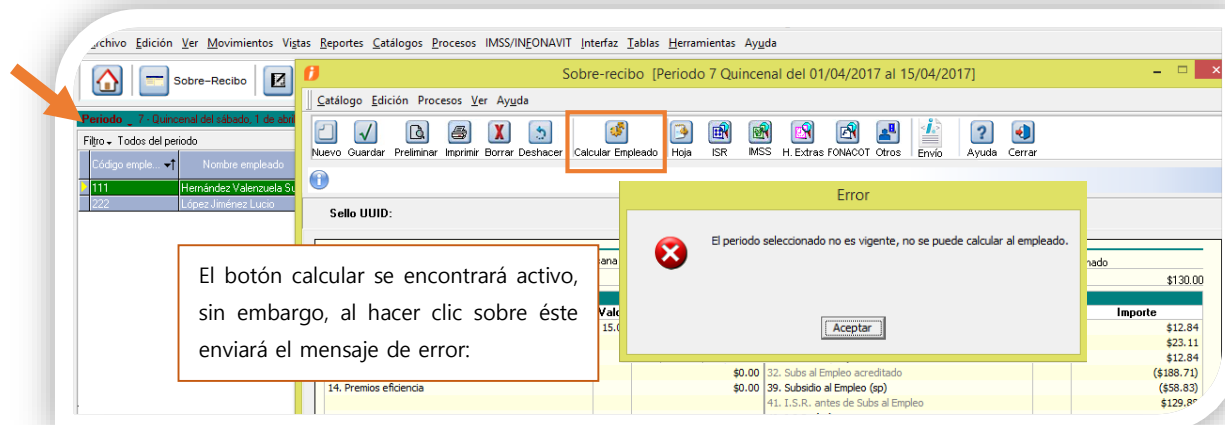 Archivo Edición Ver Movimientos Vistas Reportes Catálogos Procesos IMSS/INFONAVIT Interfaz Tablas Herramientas Ayuda
Sobre-Recibo
Sobre-recibo [Periodo 7 Quincenal del 01/04/2017 al 15/04/2017]
Catálogo Edición Procesos Ver Ayuda
Periodo _ 7 - Quincenal del sábado, 1 de abril
Filtro Todos del periodo
Nuevo Guardar Preliminar Imprimir Borrar Deshacer Calcular Empleado Hoja ISR IMSS H. Extras FONACOT Otros Envío Ayuda Cerrar
Código emple... Nombre empleado
111 Hernández Valenzuela Su
222 López Jiménez Lucio
Sello UUID:
Error
El periodo seleccionado no es vigente, no se puede calcular al empleado.
Aceptar
El botón calcular se encontrará activo,
sin embargo, al hacer clic sobre éste
enviará el mensaje de error:
$130.00
Importe
15.0 $12.84
$23.11
$12.84
$0.00 32. Subs al Empleo acreditado ($188.71)
14. Premios eficiencia $0.00 39. Subsidio al Empleo (sp) ($58.83)
41. I.S.R. antes de Subs al Empleo